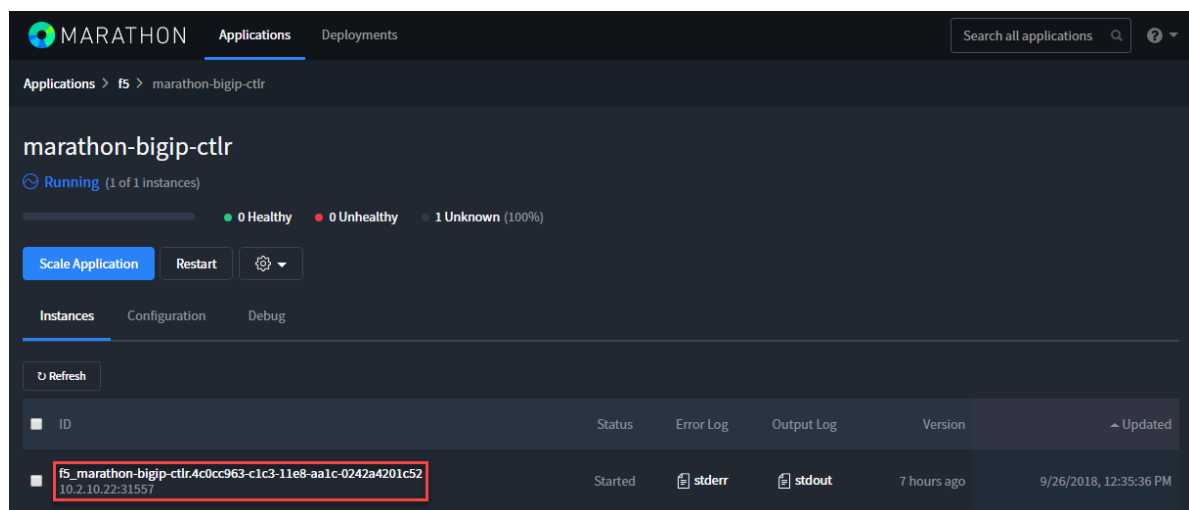 MARATHON Applications Deployments Search all applications
Applications > f5 > marathon-bigip-ctlr
marathon-bigip-ctlr
Running (1 of 1 instances)
0 Healthy 0 Unhealthy 1 Unknown (100%)
Scale Application Restart
Instances Configuration Debug
Refresh
ID Status Error Log Output Log Version Updated
f5_marathon-bigip-ctlr.4c0cc963-c1c3-11e8-aa1c-0242a4201c52
10.2.10.22:31557 Started stderr stdout 7 hours ago 9/26/2018, 12:35:36 PM